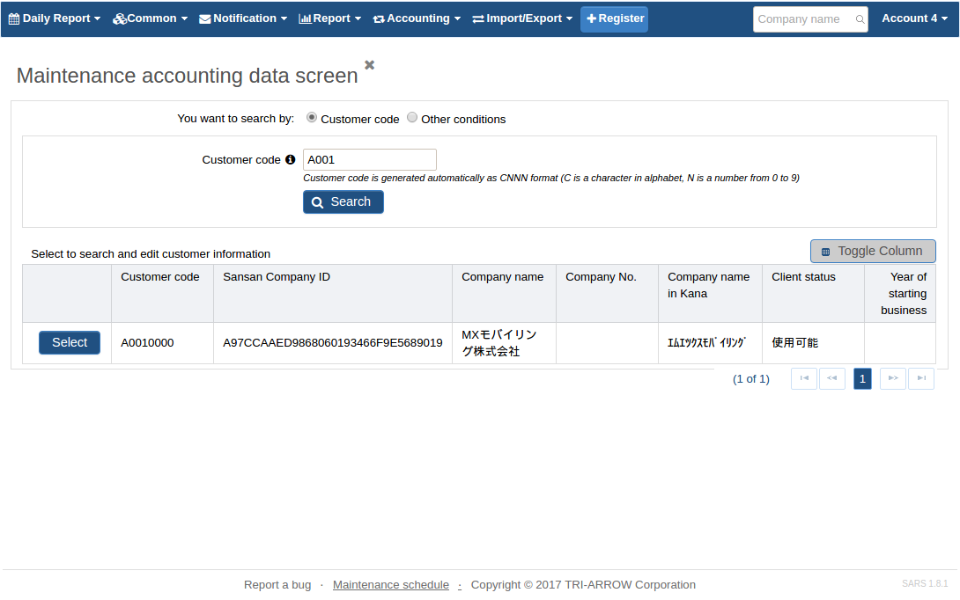 Daily Report Common Notification Report Accounting Import/Export Register Company name Account 4
Maintenance accounting data screen
You want to search by: Customer code Other conditions
Customer code A001
Customer code is generated automatically as CNNN format (C is a character in alphabet, N is a number from 0 to 9)
Search
Select to search and edit customer information Toggle Column
Customer code Sansan Company ID Company name Company No. Company name Client status Year of
in Kana starting
business
Select A0010000 A97CCAAED9868060193466F9E5689019 MXモバイリン ｴﾑｴﾂｸｽﾓﾊﾞｲﾘﾝｸﾞ 使用可能
グ株式会社
(1 of 1) 1
Report a bug · Maintenance schedule · Copyright © 2017 TRI-ARROW Corporation SARS 1.8.1